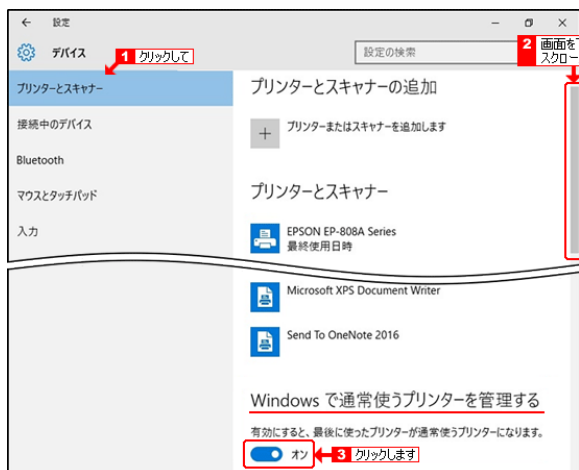 設定
デバイス
1 クリックして
設定の検索
2 画面を
スクロー
プリンターとスキャナー
接続中のデバイス
Bluetooth
マウスとタッチパッド
入力
プリンターとスキャナーの追加
プリンターまたはスキャナーを追加します
プリンターとスキャナー
EPSON EP-808A Series
最終使用日時
Microsoft XPS Document Writer
Send To OneNote 2016
Windows で通常使うプリンターを管理する
有効にすると、最後に使ったプリンターが通常使うプリンターになります。
オン
3 クリックします